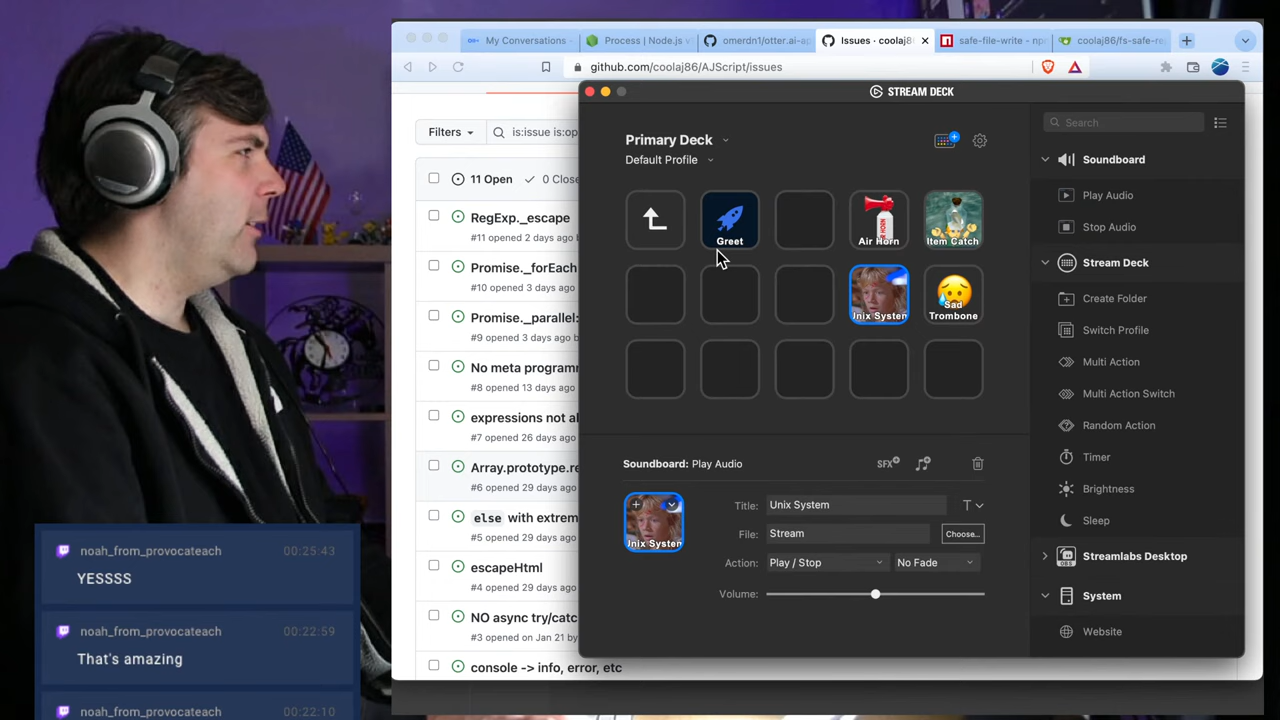 My Conversations
Process | Node.js
omerdn1/otter.ai-ap
Issues · coolaj8
safe-file-write - npm
coolaj86/fs-safe-re
github.com/coolaj86/AJScript/issues
STREAM DECK
Filters
is:issue is:op
11 Open
0 Close
RegExp._escape
#11 opened 2 days ago
Promise._forEach
#10 opened 3 days ago
Promise._parallel:
#9 opened 3 days ago
No meta programm
#8 opened 13 days ago
expressions not al
#7 opened 26 days ago
Array.prototype.re
#6 opened 29 days ago
else with extrem
#5 opened 29 days ago
escapeHtml
#4 opened 29 days ago
NO async try/catc
#3 opened on Jan 21 by
console -> info, error, etc
Primary Deck
Default Profile
Greet
Air Horn
Item Catch
Unix System
Sad
Trombone
Soundboard: Play Audio
SFX
Unix System
Title:
Unix System
T
File:
Stream
Choose...
Action:
Play / Stop
No Fade
Volume:
Search
Soundboard
Play Audio
Stop Audio
Stream Deck
Create Folder
Switch Profile
Multi Action
Multi Action Switch
Random Action
Timer
Brightness
Sleep
OBS
Streamlabs Desktop
System
Website
noah_from_provocateach
00:25:43
YESSSS
noah_from_provocateach
00:22:59
That's amazing
noah_from_provocateach
00:22:10